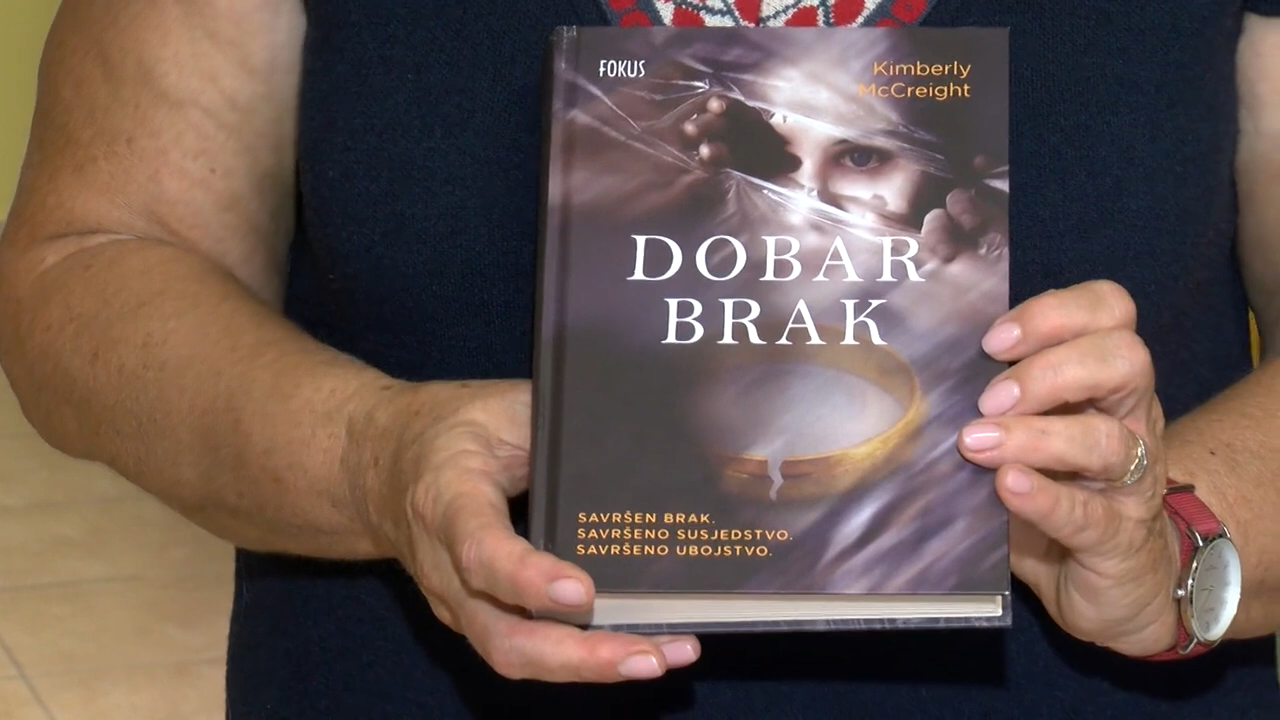 FOKUS
Kimberly
McCreight
DOBAR
BRAK
SAVRŠEN BRAK.
SAVRŠENO SUSJEDSTVO.
SAVRŠENO UBOJSTVO.